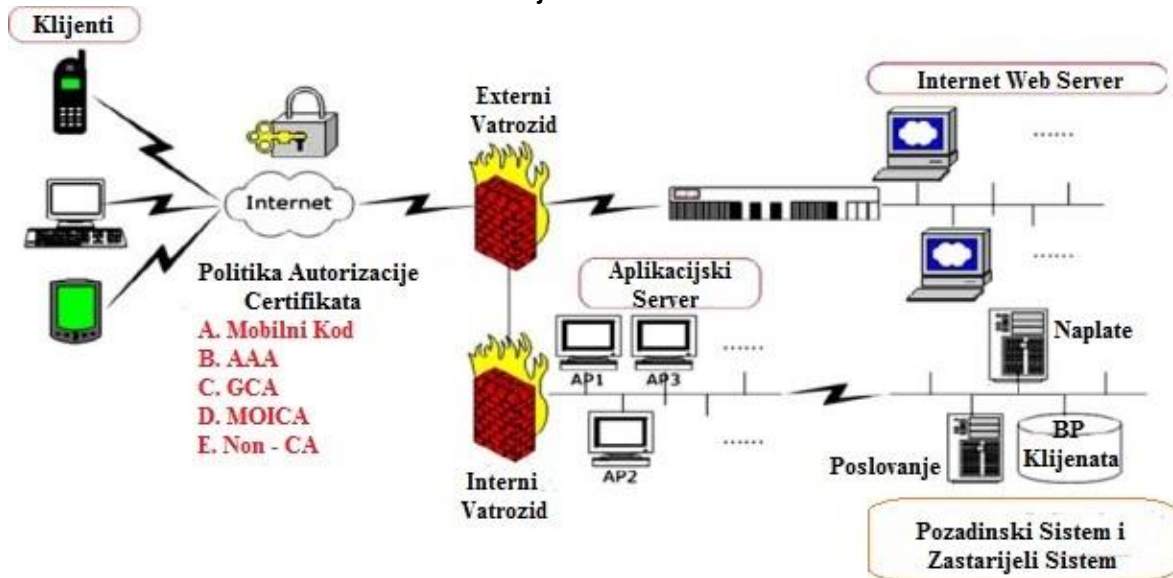 Klijenti
Externi
Vatrozid
Internet Web Server
......
Internet
......
Politika Autorizacije
Certifikata
A. Mobilni Kod
B. AAA
C. GCA
D. MOICA
E. Non - CA
Aplikacijski
Server
AP1
AP3
......
AP2
......
Interni
Vatrozid
Naplate
Poslovanje
BP
Klijenata
Pozadinski Sistem i
Zastarijeli Sistem